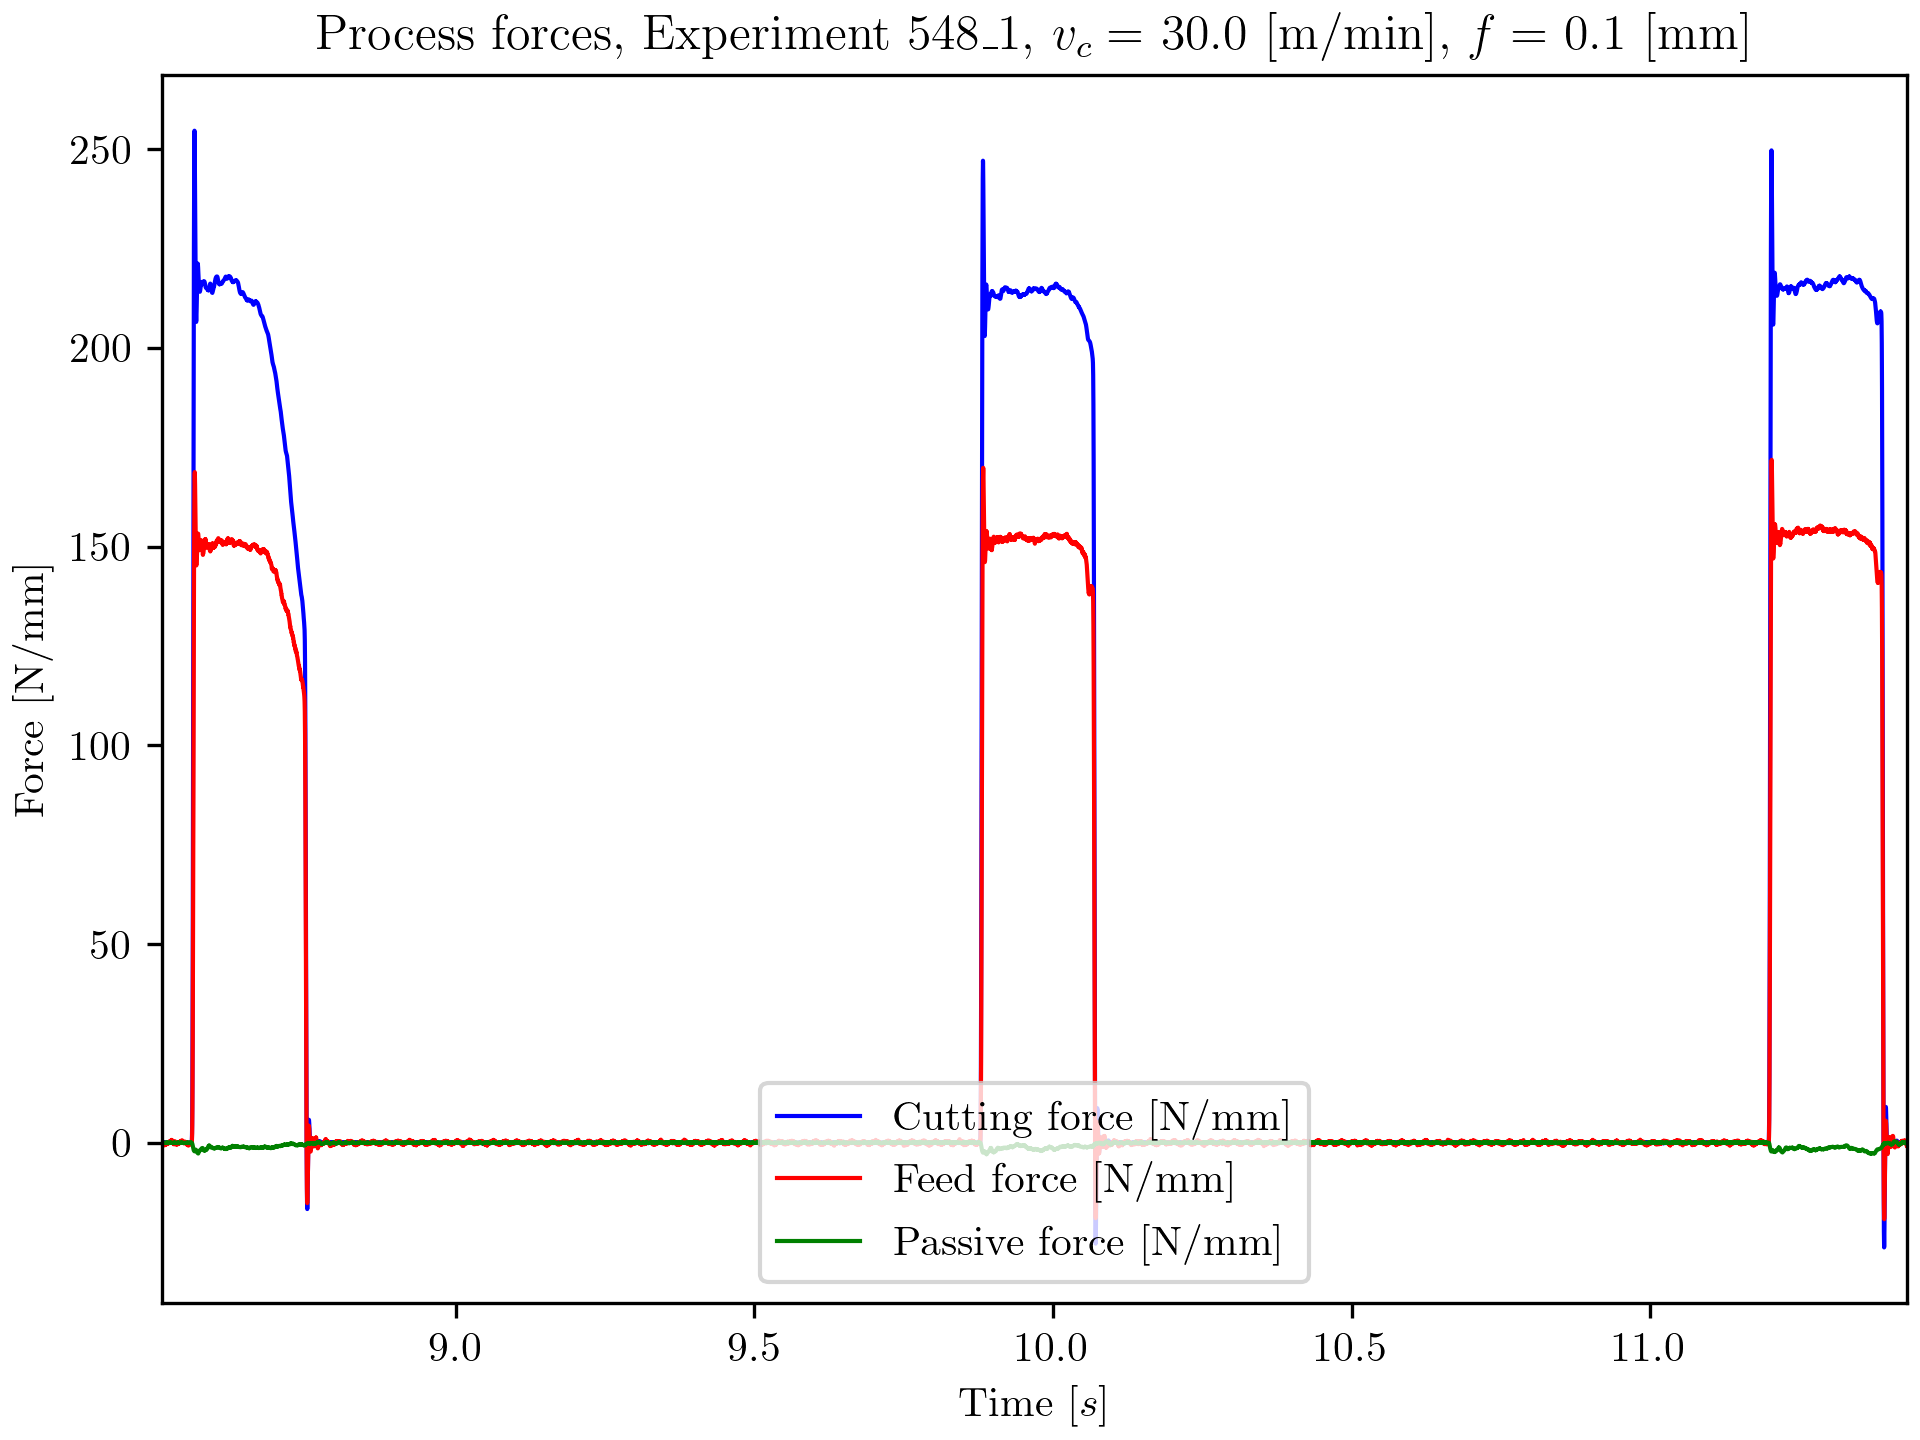 Process forces, Experiment 548_1, v_c = 30.0 [m/min], f = 0.1 [mm]
Force [N/mm]
250
200
150
100
50
0
Cutting force [N/mm]
Feed force [N/mm]
Passive force [N/mm]
9.0 9.5 10.0 10.5 11.0
Time [s]